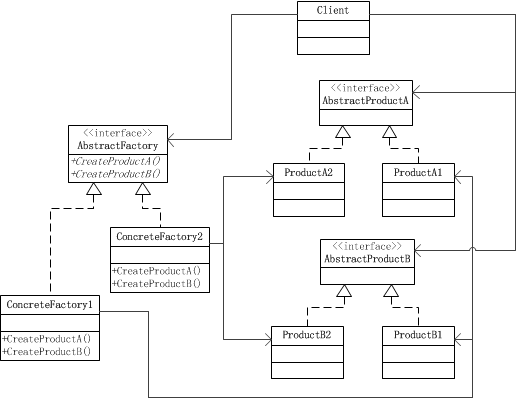 Client
<<interface>>
AbstractProductA
<<interface>>
AbstractFactory
+CreateProductA()
+CreateProductB()
ProductA2
ProductA1
ConcreteFactory2
+CreateProductA()
+CreateProductB()
<<interface>>
AbstractProductB
ConcreteFactory1
+CreateProductA()
+CreateProductB()
ProductB2
ProductB1